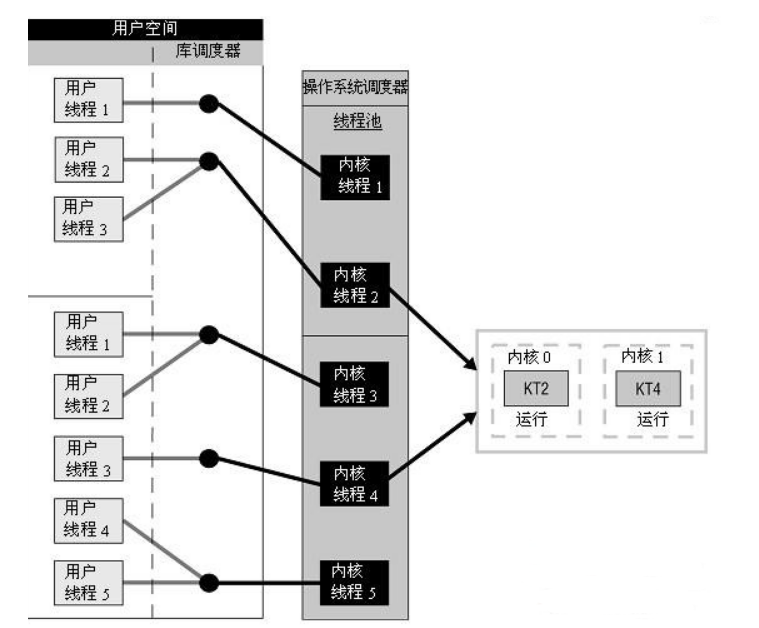 用户空间
库调度器
用户
线程 1
用户
线程 2
用户
线程 3
用户
线程 1
用户
线程 2
用户
线程 3
用户
线程 4
用户
线程 5
操作系统调度器
线程池
内核
线程 1
内核
线程 2
内核
线程 3
内核
线程 4
内核
线程 5
内核 0
KT2
运行
内核 1
KT4
运行